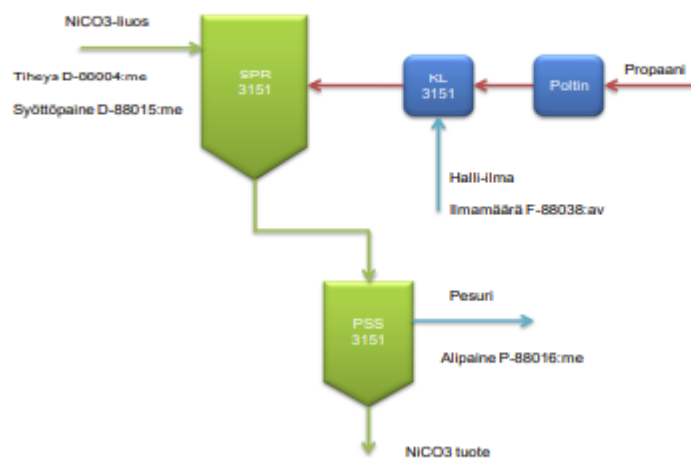 NiCO3-liuos
Tiheys D-88004:me
Syöttöpaine D-88015:me
SPR
3151
KL
3151
Poltin
Propaani
Halli-ilma
Ilmamäärä F-88038:av
PSS
3151
Pesuri
Alipaine P-88016:me
NiCO3 tuote